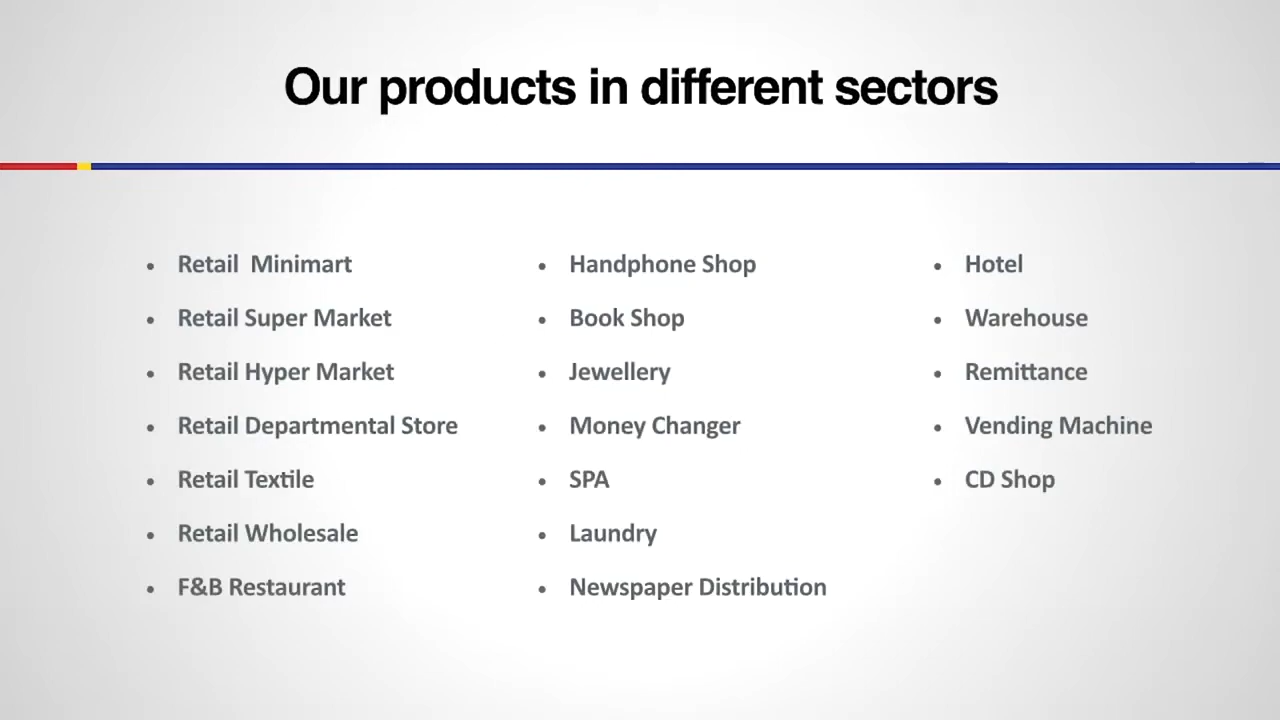 Our products in different sectors
Retail Minimart
Retail Super Market
Retail Hyper Market
Retail Departmental Store
Retail Textile
Retail Wholesale
F&B Restaurant
Handphone Shop
Book Shop
Jewellery
Money Changer
SPA
Laundry
Newspaper Distribution
Hotel
Warehouse
Remittance
Vending Machine
CD Shop